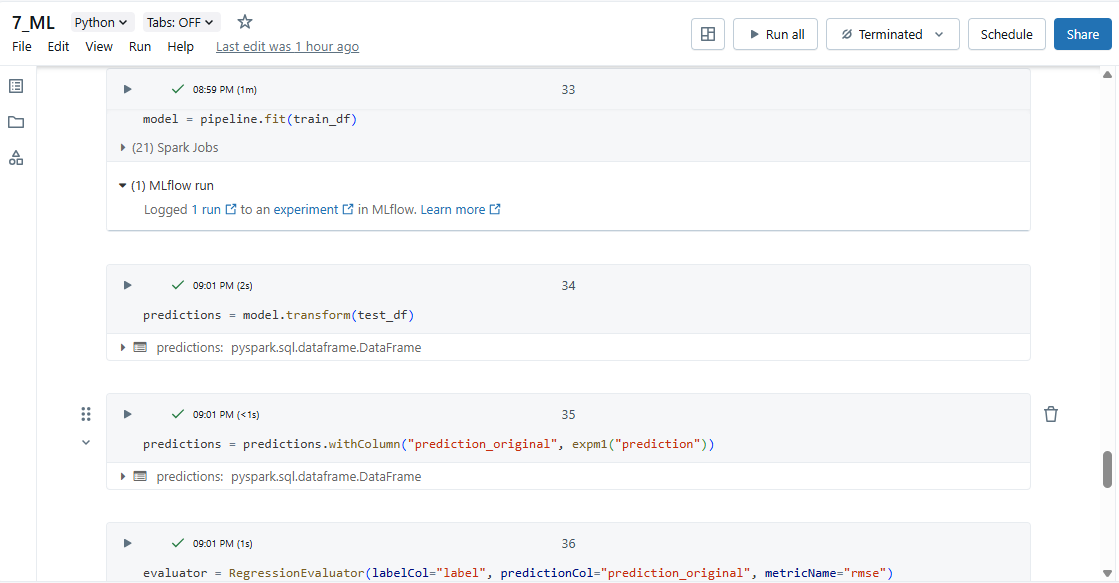 7_ML Python Tabs: OFF
File Edit View Run Help Last edit was 1 hour ago
Run all Terminated Schedule Share
08:59 PM (1m) 33
model = pipeline.fit(train_df)
(21) Spark Jobs
(1) MLflow run
Logged 1 run to an experiment in MLflow. Learn more
09:01 PM (2s) 34
predictions = model.transform(test_df)
predictions: pyspark.sql.dataframe.DataFrame
09:01 PM (<1s) 35
predictions = predictions.withColumn("prediction_original", expm1("prediction"))
predictions: pyspark.sql.dataframe.DataFrame
09:01 PM (1s) 36
evaluator = RegressionEvaluator(labelCol="label", predictionCol="prediction_original", metricName="rmse")